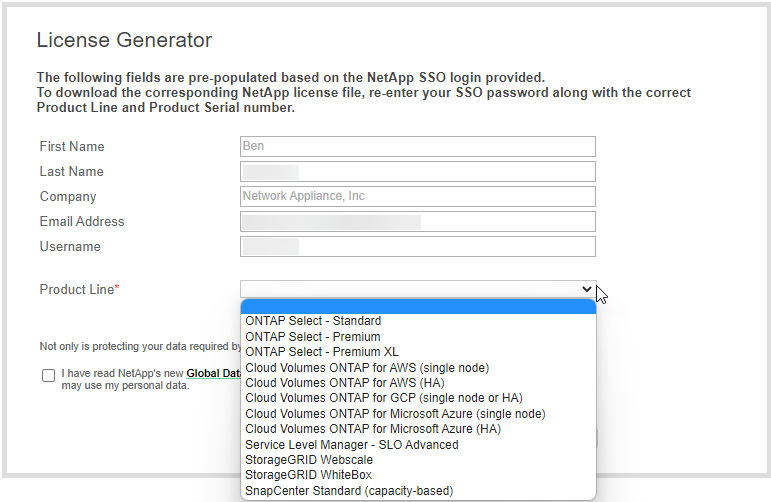 License Generator
The following fields are pre-populated based on the NetApp SSO login provided.
To download the corresponding NetApp license file, re-enter your SSO password along with the correct
Product Line and Product Serial number.
First Name Ben
Last Name
Company Network Appliance, Inc
Email Address
Username
Product Line*
ONTAP Select - Standard
ONTAP Select - Premium
ONTAP Select - Premium XL
Cloud Volumes ONTAP for AWS (single node)
Cloud Volumes ONTAP for AWS (HA)
Cloud Volumes ONTAP for GCP (single node or HA)
Cloud Volumes ONTAP for Microsoft Azure (single node)
Cloud Volumes ONTAP for Microsoft Azure (HA)
Service Level Manager - SLO Advanced
StorageGRID Webscale
StorageGRID WhiteBox
SnapCenter Standard (capacity-based)
Not only is protecting your data required by
I have read NetApp's new Global Data
may use my personal data.